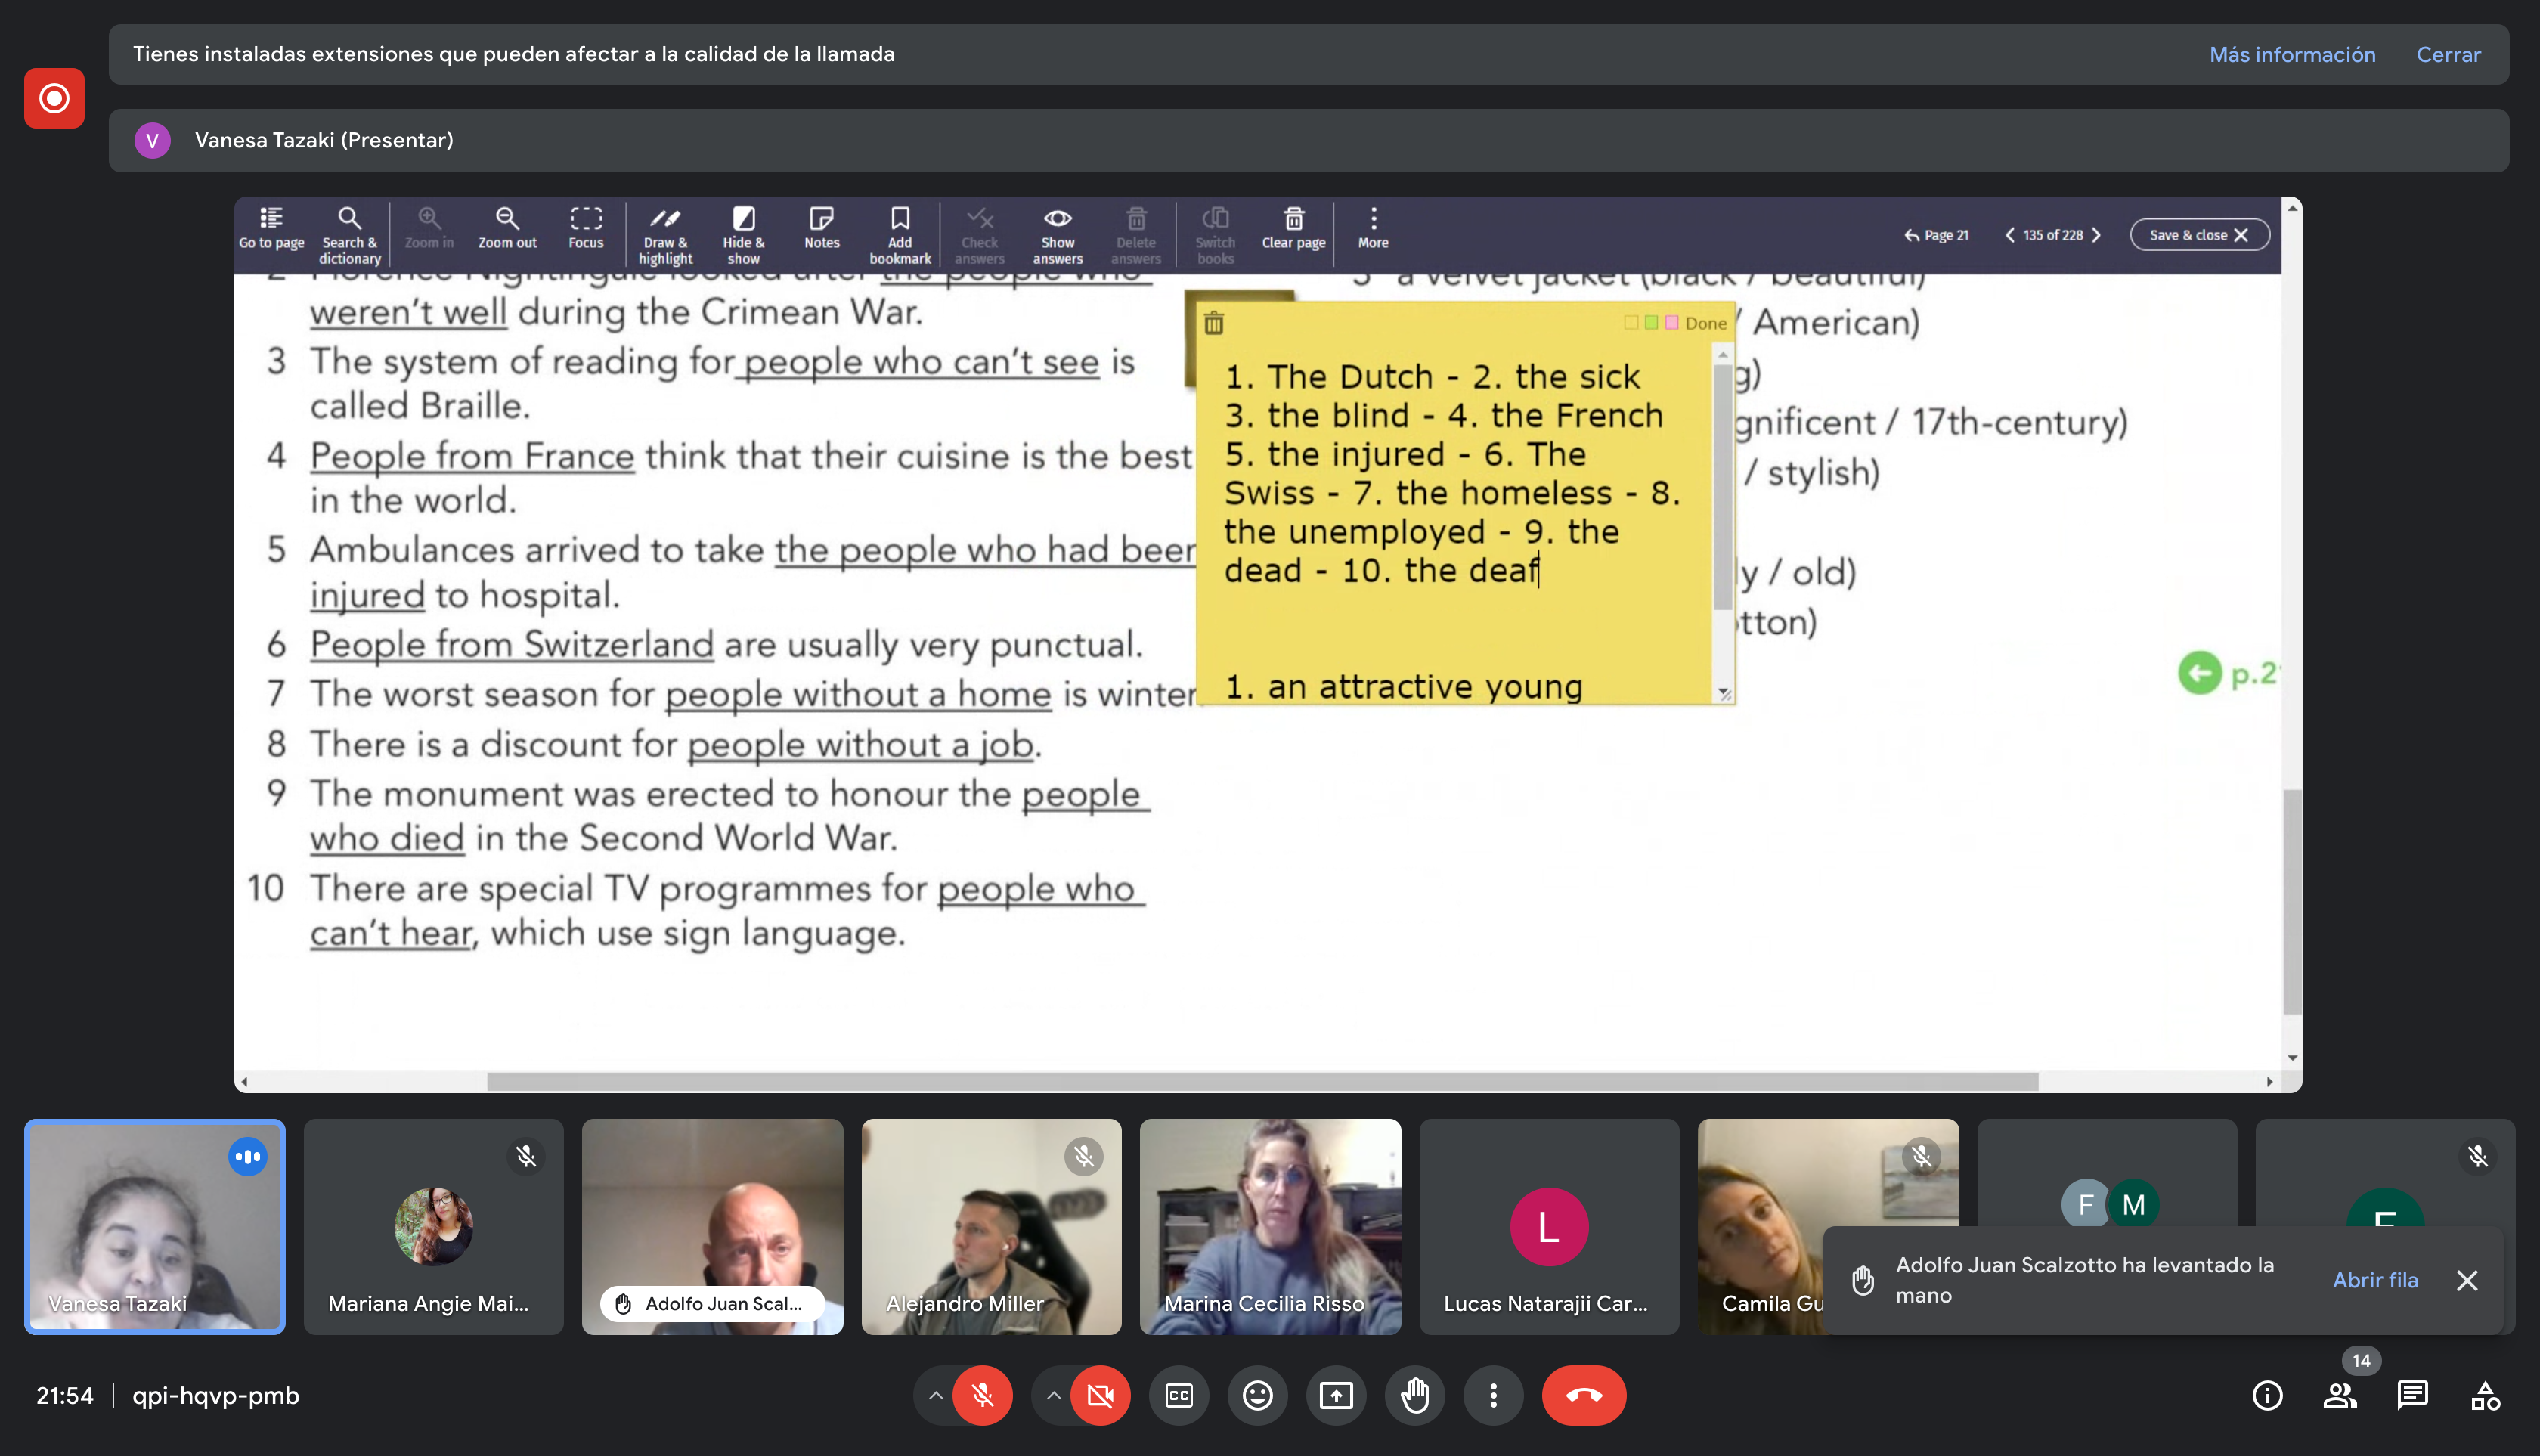 Tienes instaladas extensiones que pueden afectar a la calidad de la llamada
Más información
Cerrar
V
Vanesa Tazaki (Presentar)
Go to page
Search & dictionary
Zoom in
Zoom out
Focus
Draw & highlight
Hide & show
Notes
Add bookmark
Check answers
Show answers
Delete answers
Switch books
Clear page
More
Page 21
135 of 228
Save & close
2 Florence Nightingale looked after the people who
weren't well during the Crimean War.
3 The system of reading for people who can't see is
called Braille.
4 People from France think that their cuisine is the best
in the world.
5 Ambulances arrived to take the people who had been
injured to hospital.
6 People from Switzerland are usually very punctual.
7 The worst season for people without a home is winter
8 There is a discount for people without a job.
9 The monument was erected to honour the people
who died in the Second World War.
10 There are special TV programmes for people who
can't hear, which use sign language.
Done
1. The Dutch - 2. the sick
3. the blind - 4. the French
5. the injured - 6. The
Swiss - 7. the homeless - 8.
the unemployed - 9. the
dead - 10. the deaf
1. an attractive young
3 a velvet jacket (black / beautiful)
/ American)
g)
gnificent / 17th-century)
/ stylish)
ly / old)
otton)
p.2
Vanesa Tazaki
Mariana Angie Mai...
Adolfo Juan Scal...
Alejandro Miller
Marina Cecilia Risso
L
Lucas Natarajii Car...
Camila Gu
F
M
Adolfo Juan Scalzotto ha levantado la
mano
Abrir fila
21:54
qpi-hqvp-pmb
CC
14